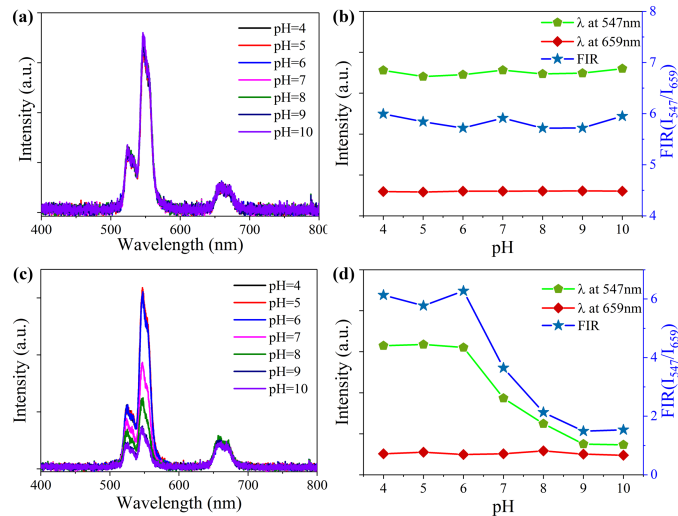 (a)
pH=4
pH=5
pH=6
pH=7
pH=8
pH=9
pH=10
Intensity (a.u.)
400 500 600 700 800
Wavelength (nm)
(b)
λ at 547nm
λ at 659nm
FIR
Intensity (a.u.)
8
7
6
5
4
FIR(I547/I659)
4 5 6 7 8 9 10
pH
(c)
pH=4
pH=5
pH=6
pH=7
pH=8
pH=9
pH=10
Intensity (a.u.)
400 500 600 700 800
Wavelength (nm)
(d)
λ at 547nm
λ at 659nm
FIR
Intensity (a.u.)
6
4
2
1
0
FIR(I547/I659)
4 5 6 7 8 9 10
pH